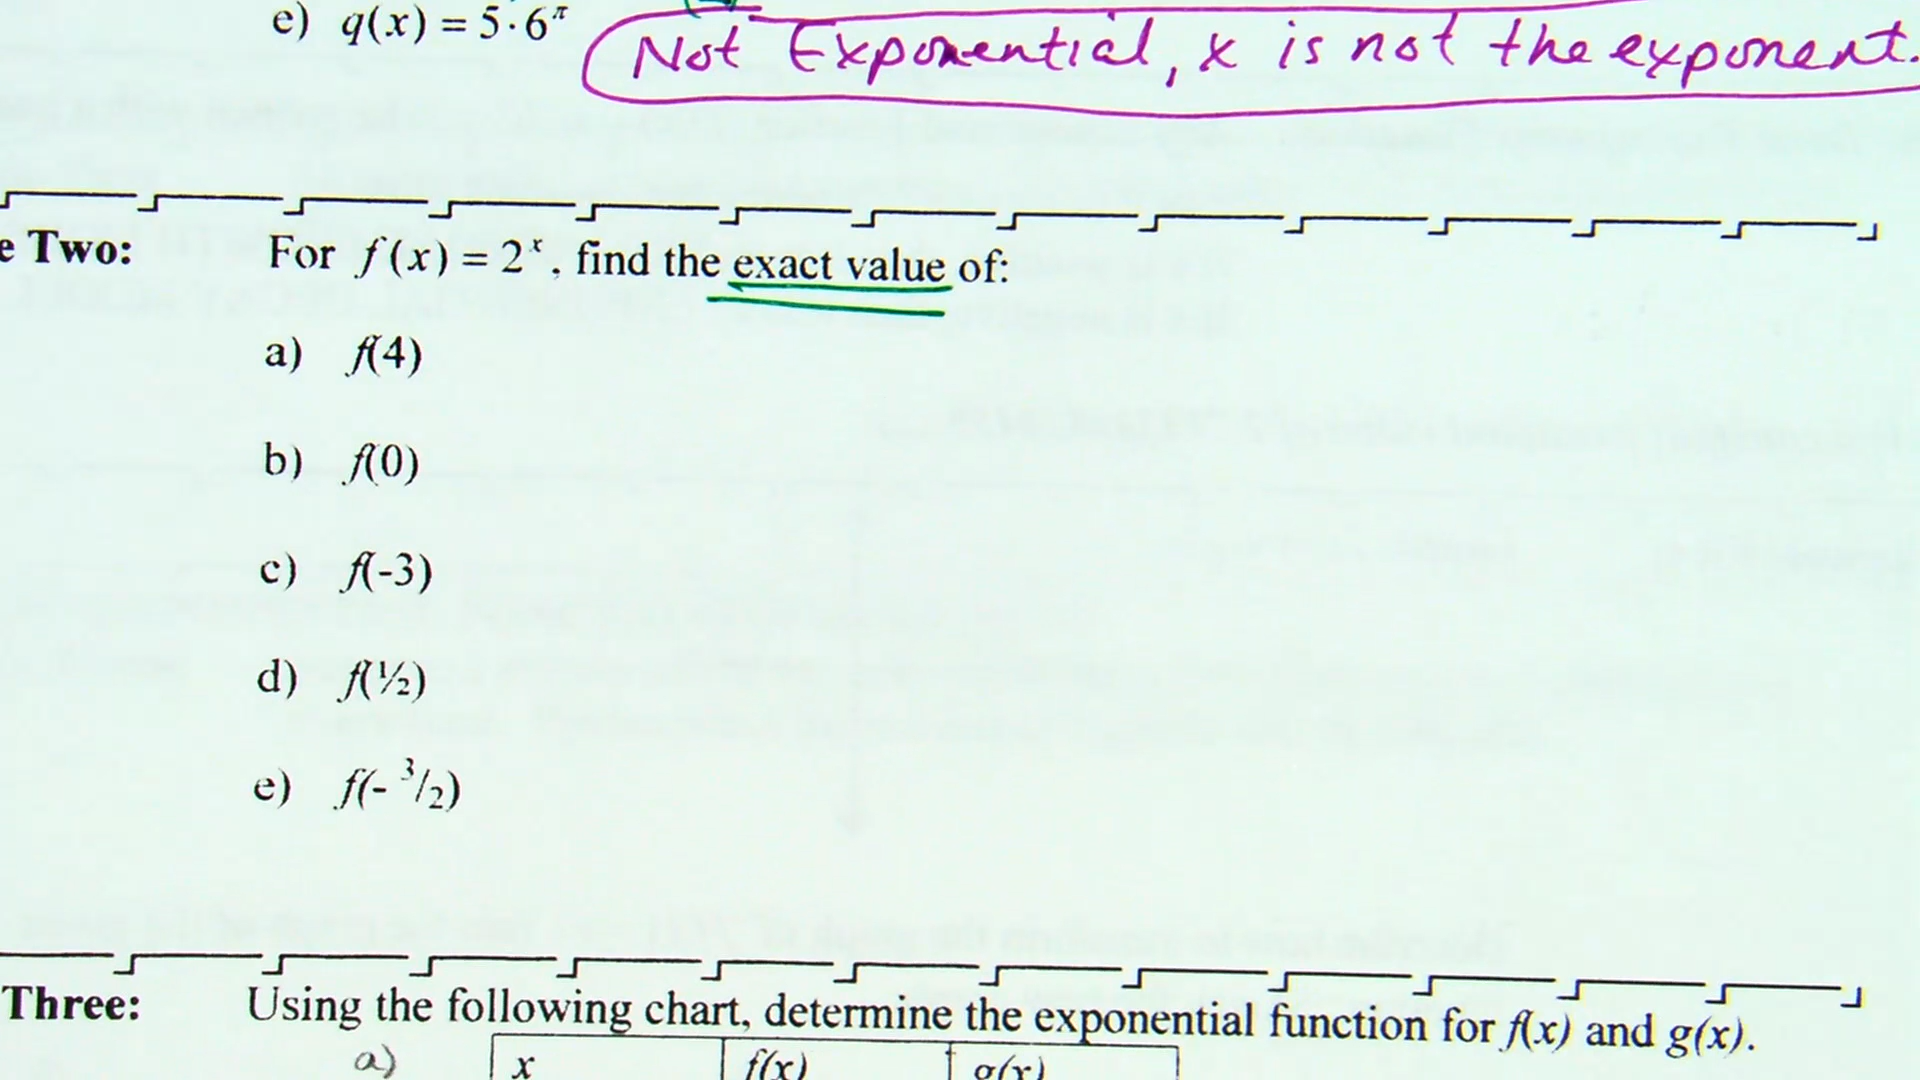 e) q(x) = 5·6^π
Not Exponential, x is not the exponent.
e Two: For f(x) = 2^x, find the exact value of:
a) f(4)
b) f(0)
c) f(-3)
d) f(½)
e) f(- 3/2)
Three: Using the following chart, determine the exponential function for f(x) and g(x).
a) x f(x) g(x)